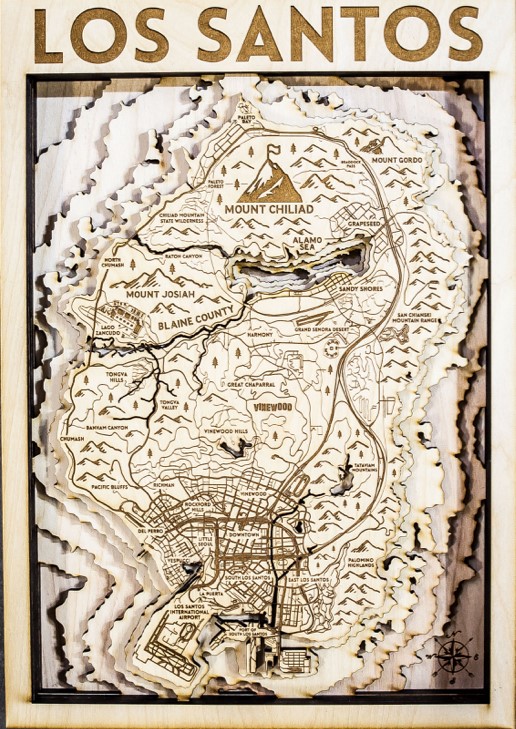 LOS SANTOS
PALETO
BAY
BRADDOCK
PASS
MOUNT GORDO
PALETO
FOREST
MOUNT CHILIAD
CHILIAD MOUNTAIN
STATE WILDERNESS
GRAPESEED
ALAMO
SEA
RATON CANYON
NORTH
CHUMASH
MOUNT JOSIAH
SANDY SHORES
LAGO
ZANCUDO
BLAINE COUNTY
SAN CHIANSKI
MOUNTAIN RANGE
HARMONY
GRAND SENORA DESERT
TONGVA
HILLS
GREAT CHAPARRAL
TONGVA
VALLEY
VINEWOOD
BANHAM CANYON
VINEWOOD HILLS
CHUMASH
TATAVIAM
MOUNTAINS
PACIFIC BLUFFS
RICHMAN
VINEWOOD
ROCKFORD
HILLS
DEL PERRO
DOWNTOWN
LITTLE
SEOUL
PALOMINO
HIGHLANDS
SOUTH LOS SANTOS
EAST LOS SANTOS
LA PUERTA
LOS SANTOS
INTERNATIONAL
AIRPORT
PORT OF
SOUTH LOS SANTOS